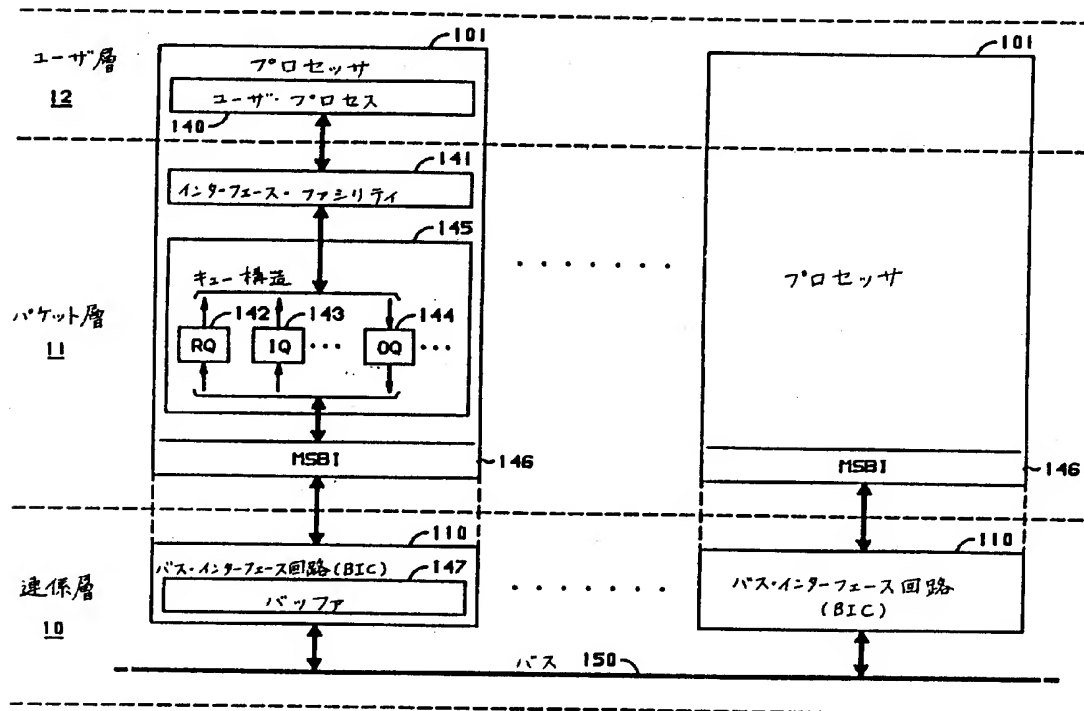 ユーザ層
12
101
プロセッサ
ユーザ・プロセス
140
101
141
インターフェース・ファシリティ
145
キュー構造
142
143
144
RQ
IQ
OQ
パケット層
11
プロセッサ
MSBI
146
MSBI
146
110
バス・インターフェース回路(BIC)
147
バッファ
110
バス・インターフェース回路
(BIC)
連係層
10
バス 150